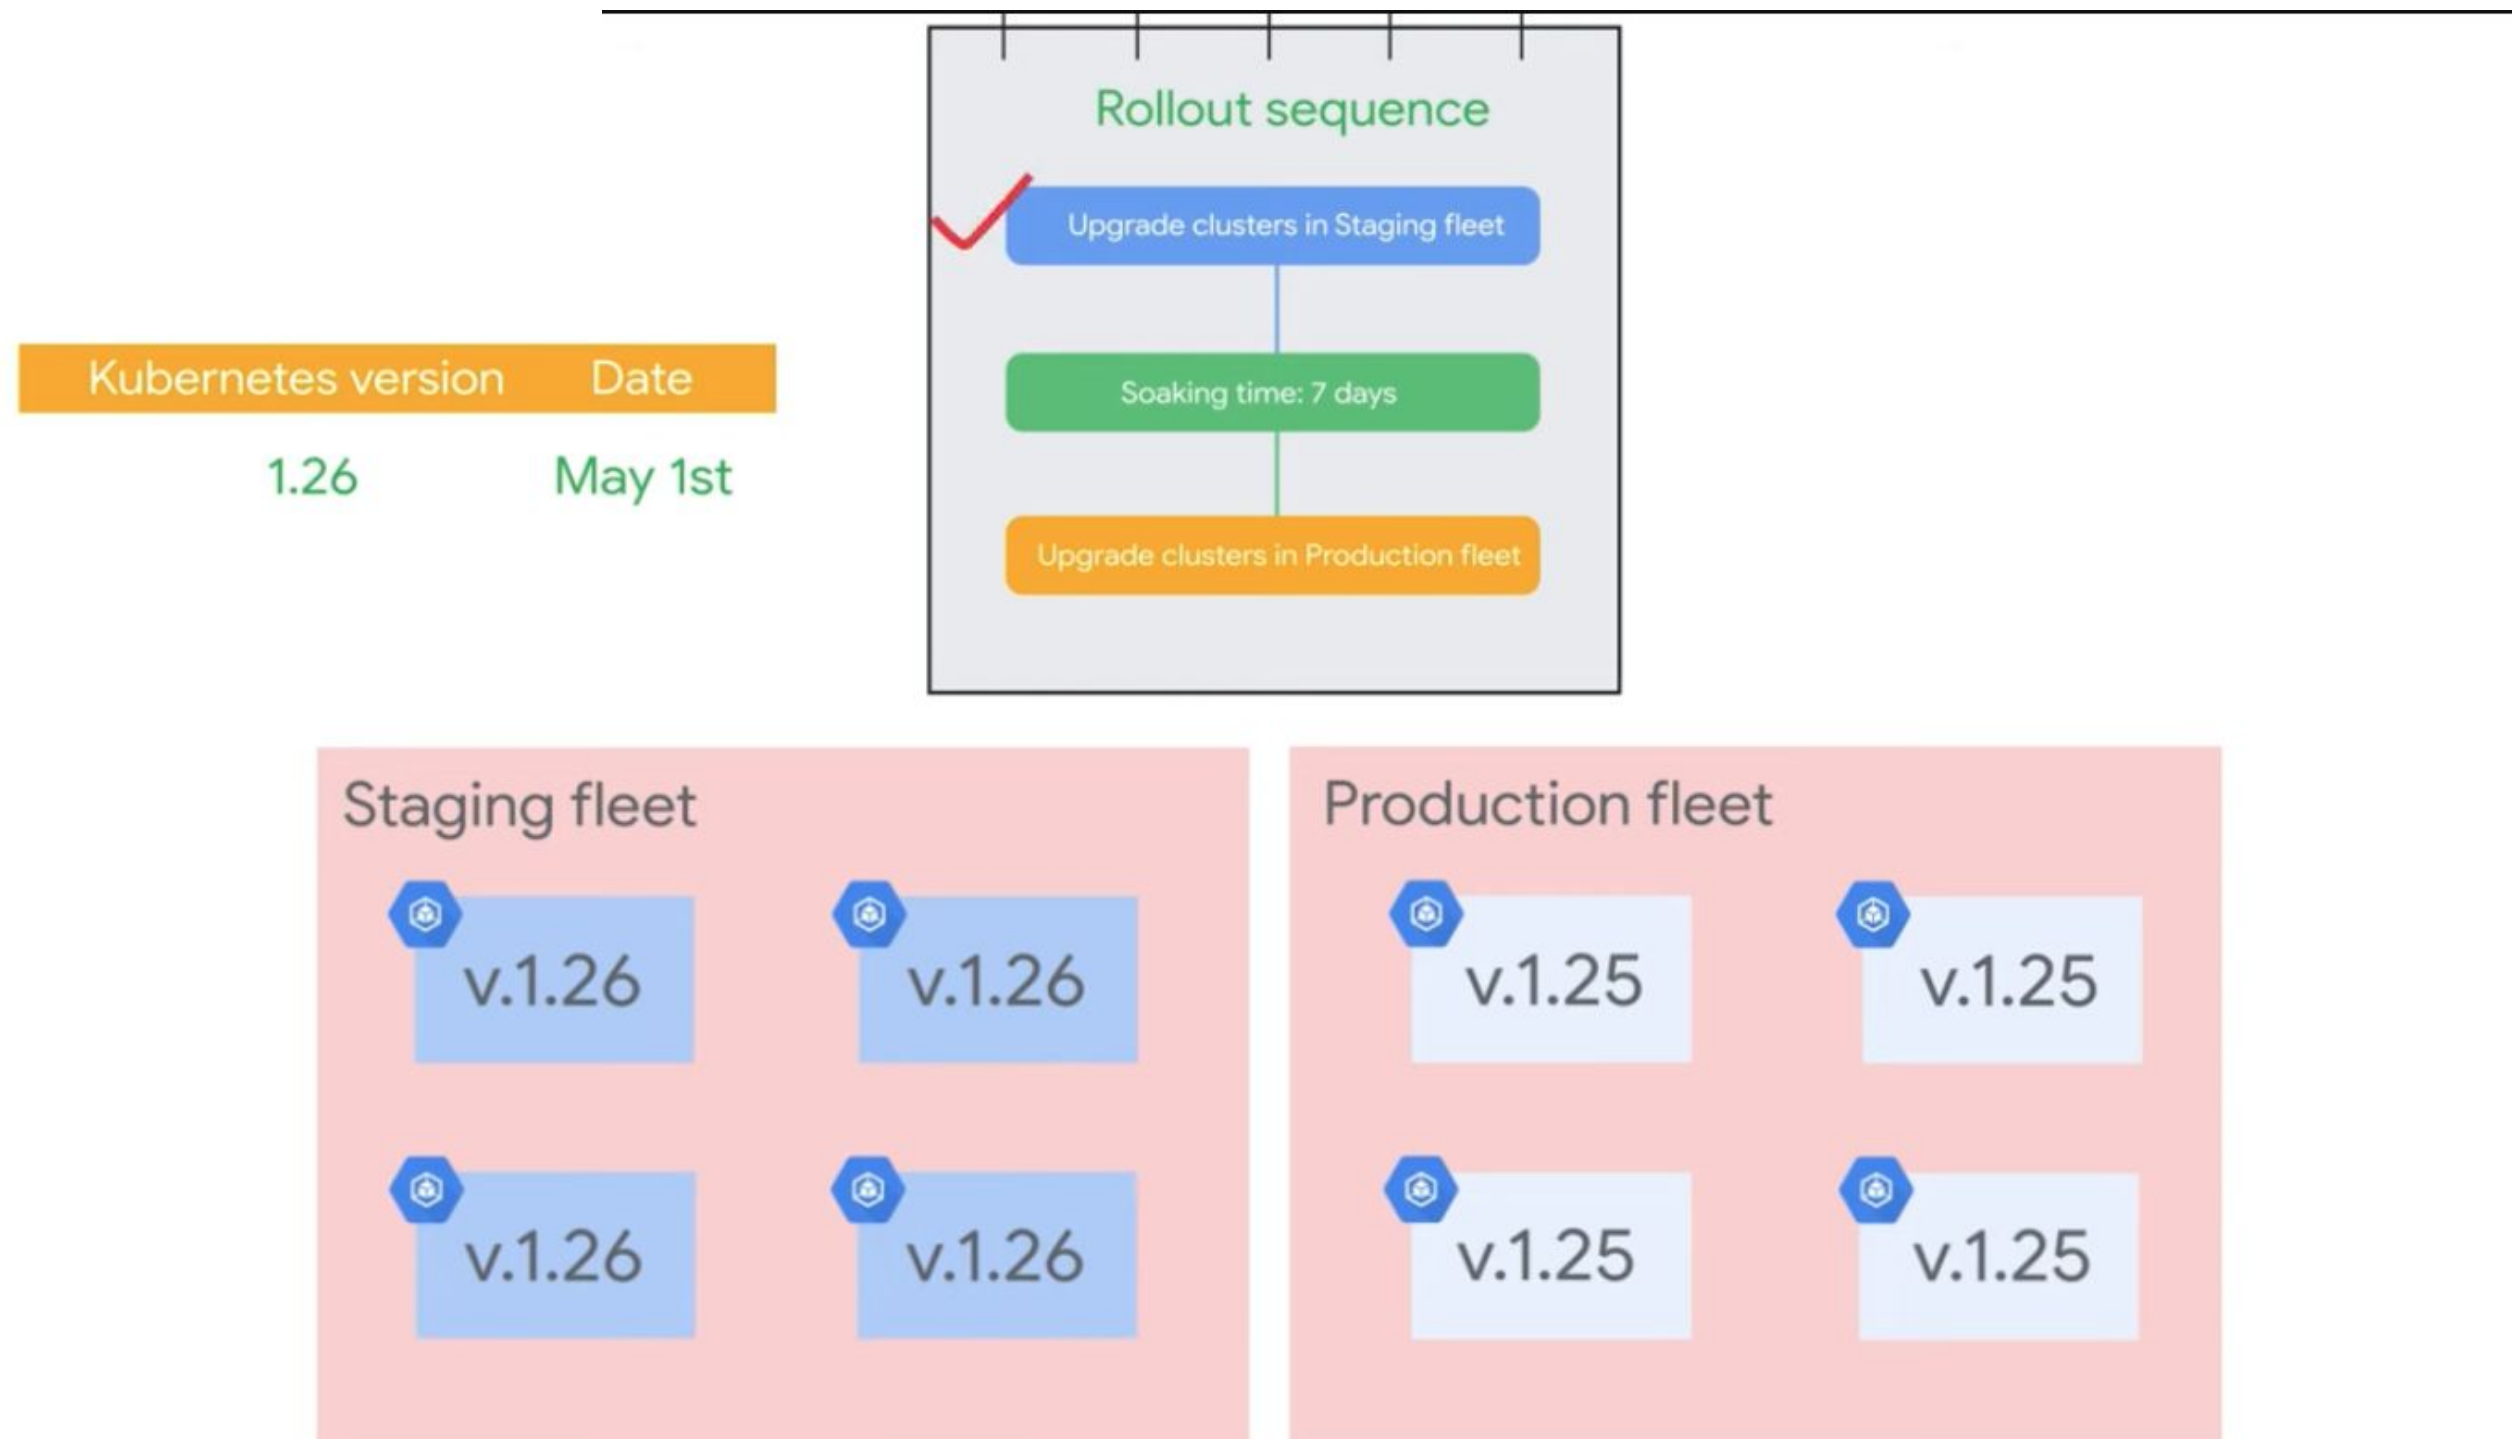 Rollout sequence
Upgrade clusters in Staging fleet
Soaking time: 7 days
Upgrade clusters in Production fleet
Kubernetes version Date
1.26 May 1st
Staging fleet
v.1.26 v.1.26
v.1.26 v.1.26
Production fleet
v.1.25 v.1.25
v.1.25 v.1.25